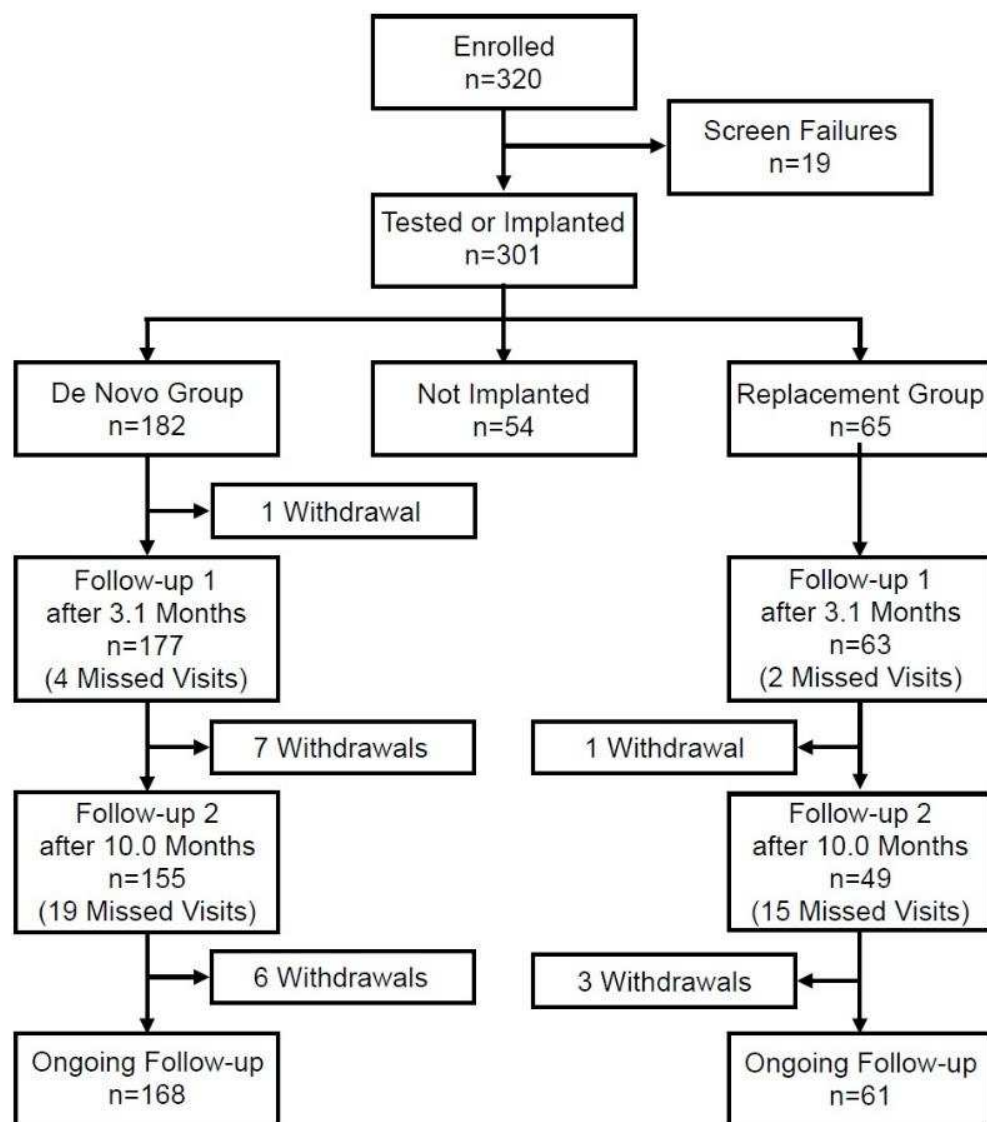 Enrolled
n=320
Screen Failures
n=19
Tested or Implanted
n=301
De Novo Group
n=182
Not Implanted
n=54
Replacement Group
n=65
1 Withdrawal
Follow-up 1
after 3.1 Months
n=177
(4 Missed Visits)
Follow-up 1
after 3.1 Months
n=63
(2 Missed Visits)
7 Withdrawals
1 Withdrawal
Follow-up 2
after 10.0 Months
n=155
(19 Missed Visits)
Follow-up 2
after 10.0 Months
n=49
(15 Missed Visits)
6 Withdrawals
3 Withdrawals
Ongoing Follow-up
n=168
Ongoing Follow-up
n=61